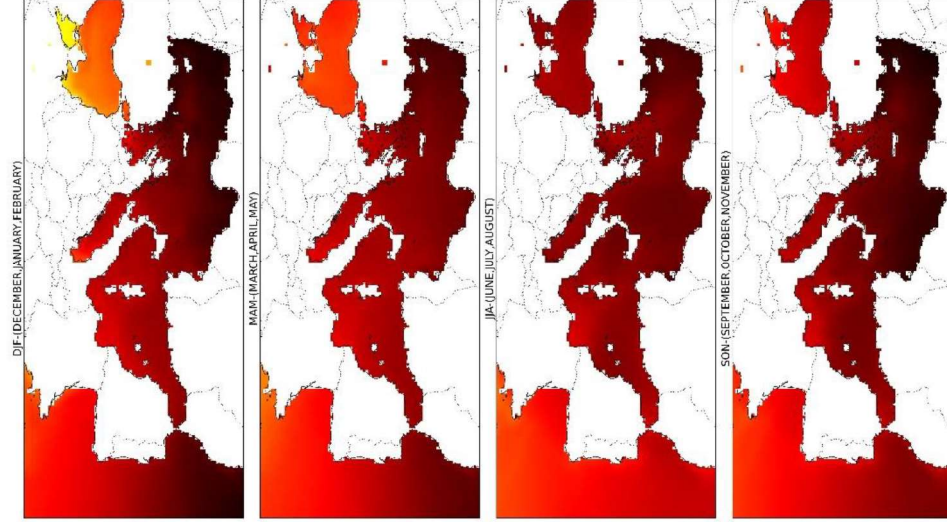 DJF-(DECEMBER,JANUARY,FEBRUARY)
MAM-(MARCH,APRIL,MAY)
JJA-(JUNE,JULY,AUGUST)
SON-(SEPTEMBER,OCTOBER,NOVEMBER)